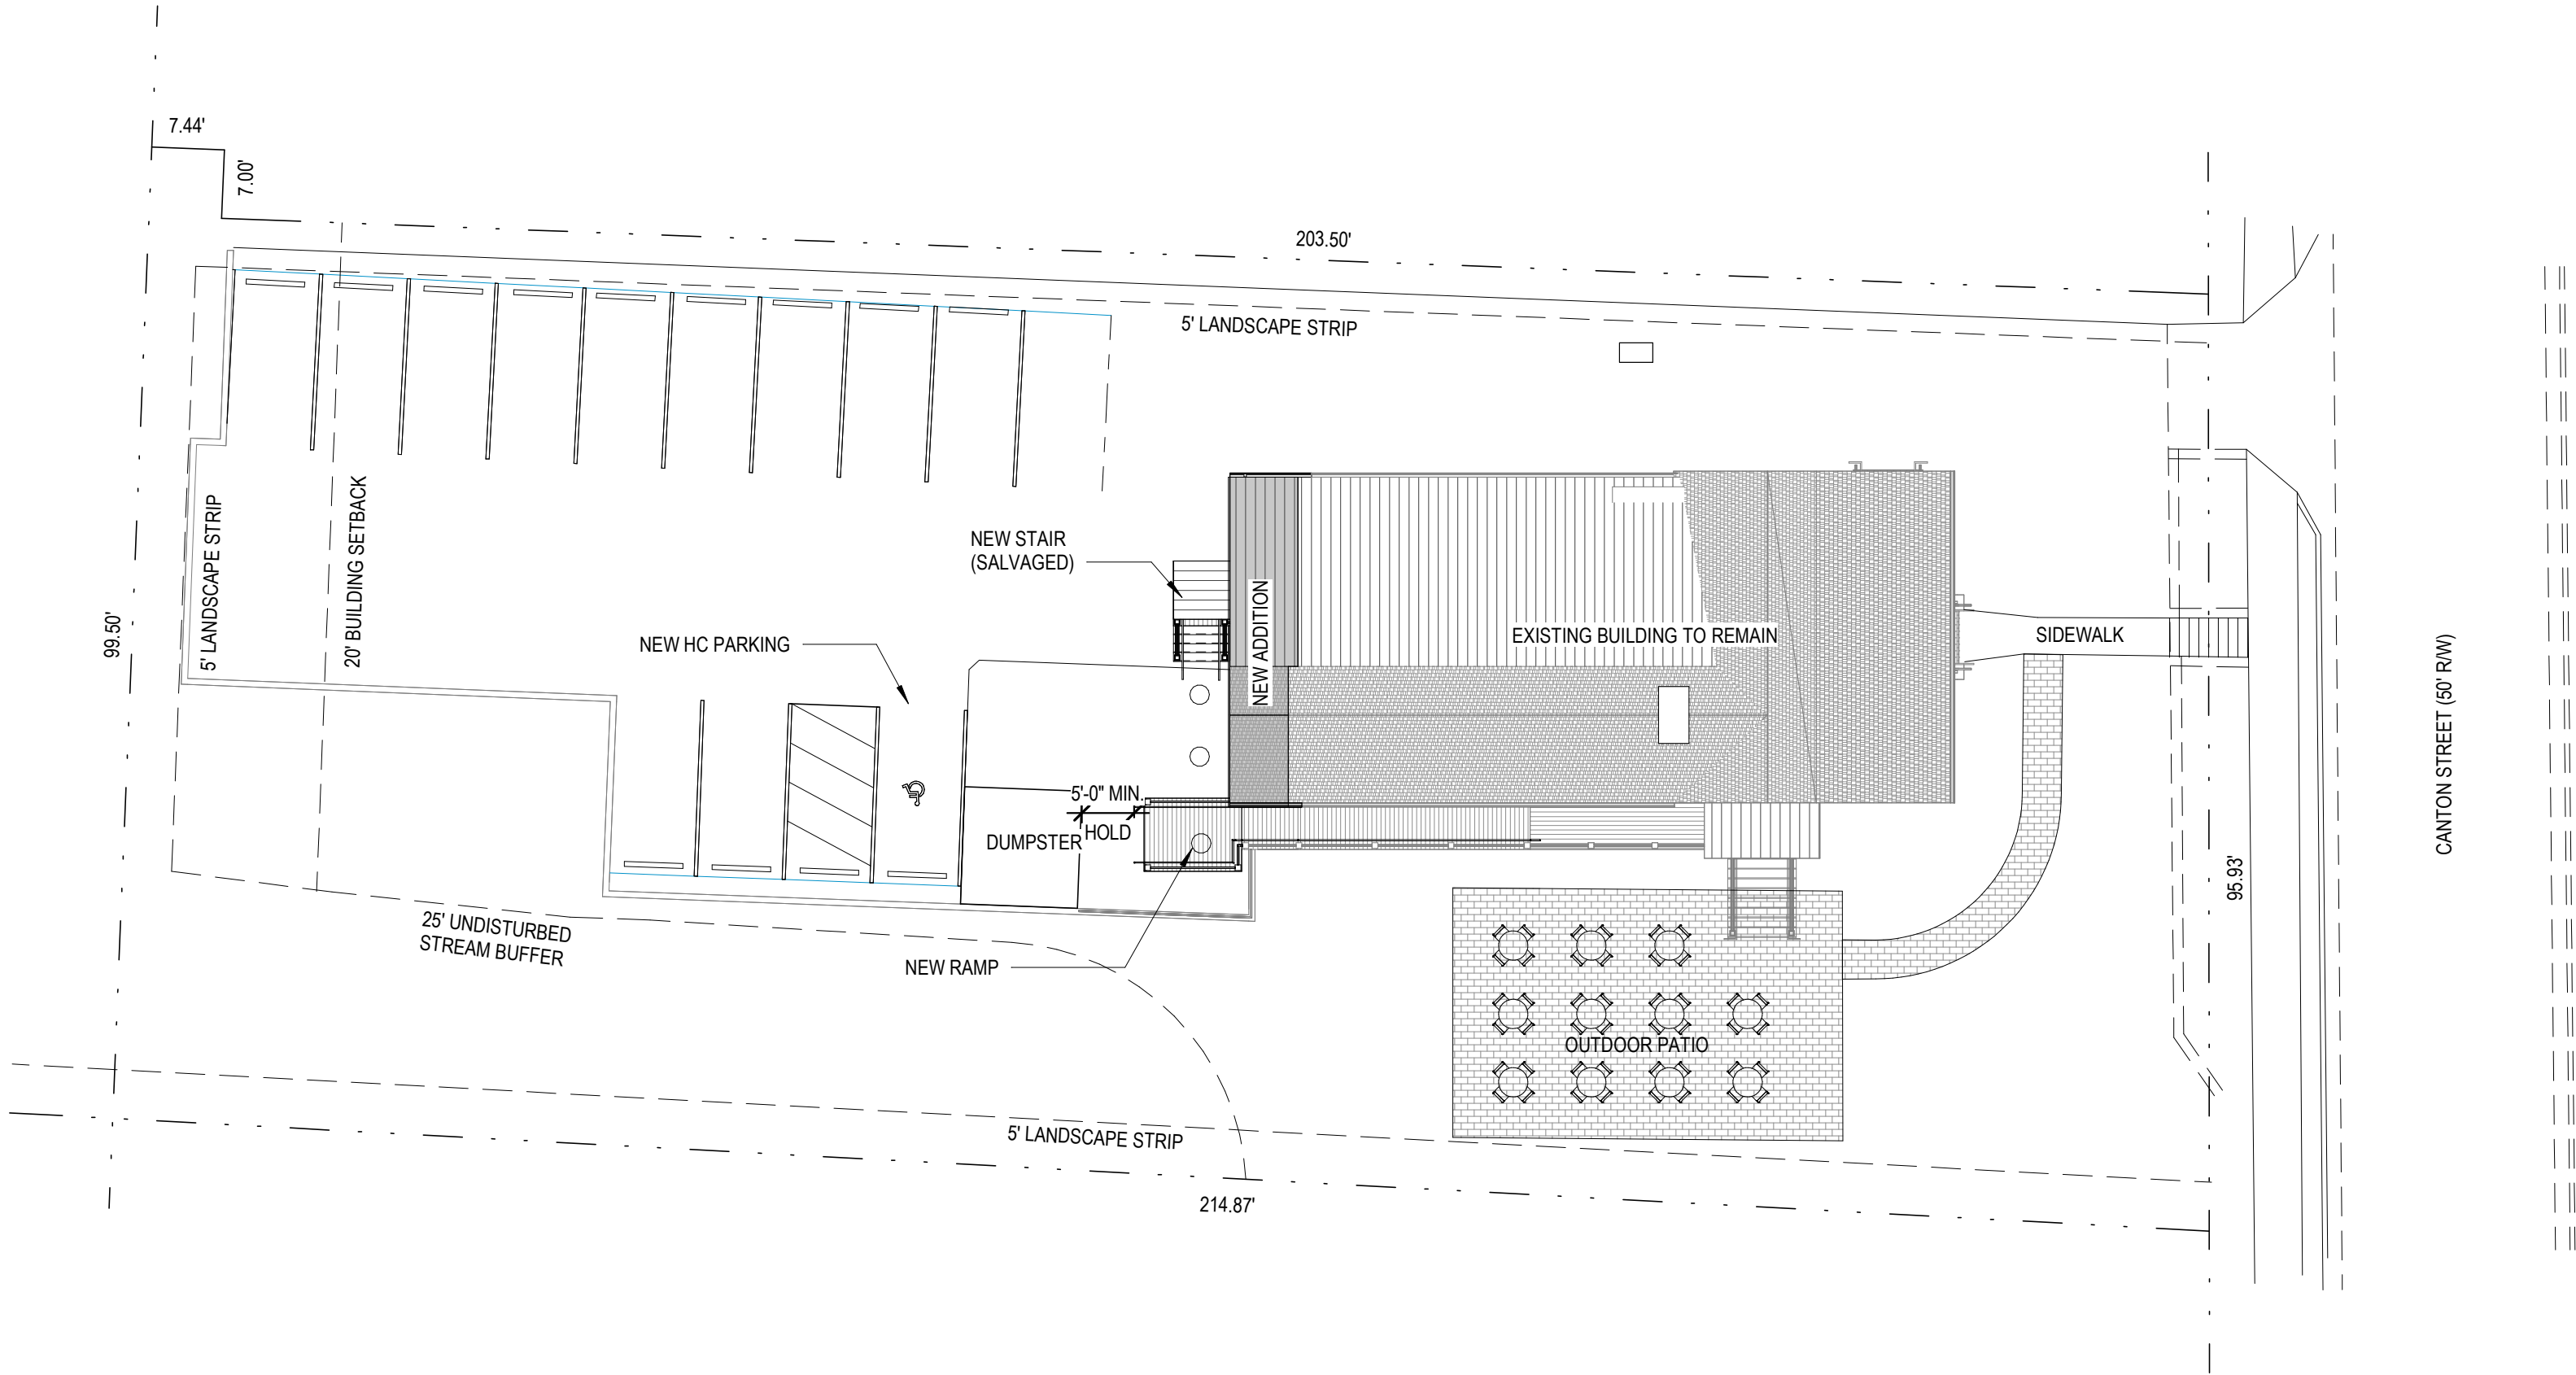 7.44'
7.00'
203.50'
5' LANDSCAPE STRIP
5' LANDSCAPE STRIP
20' BUILDING SETBACK
99.50'
NEW STAIR
(SALVAGED)
NEW HC PARKING
NEW ADDITION
EXISTING BUILDING TO REMAIN
SIDEWALK
CANTON STREET (50' R/W)
5'-0" MIN.
HOLD
DUMPSTER
95.93'
25' UNDISTURBED
STREAM BUFFER
NEW RAMP
OUTDOOR PATIO
5' LANDSCAPE STRIP
214.87'